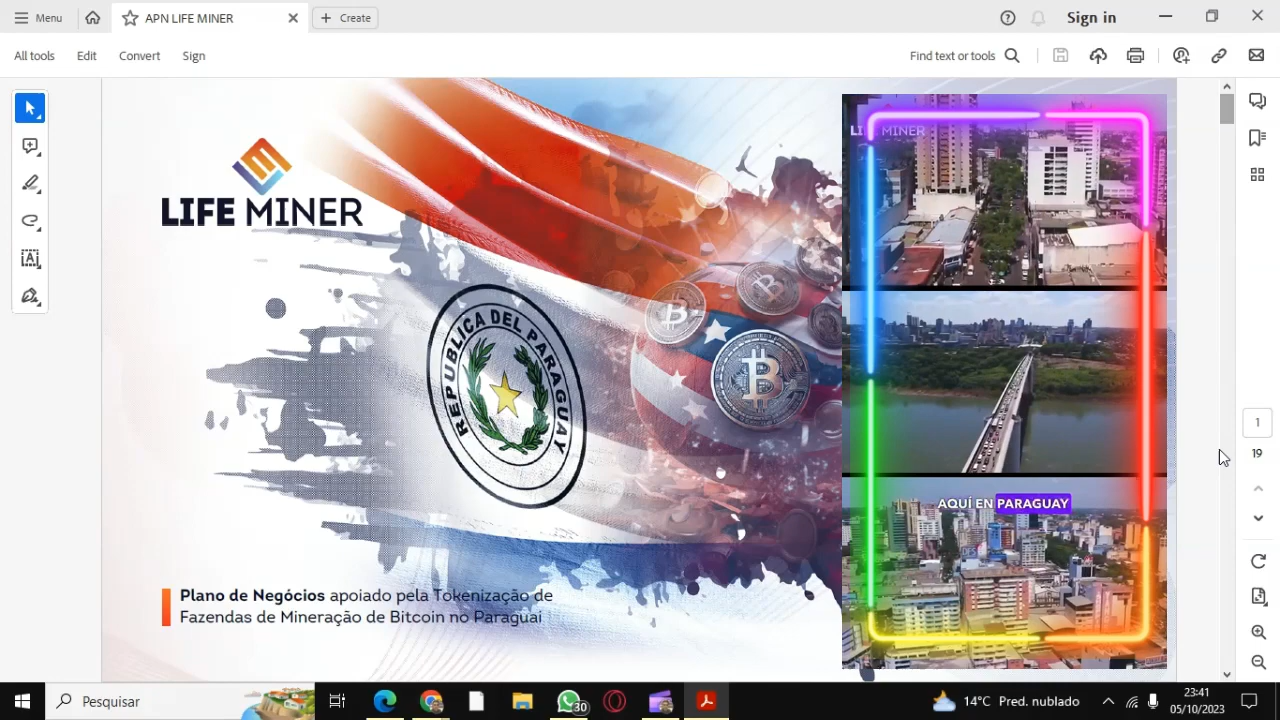 Menu
APN LIFE MINER
Create
Sign in
All tools
Edit
Convert
Sign
Find text or tools
LIFE MINER
LIFE MINER
REPUBLICA DEL PARAGUAY
AQUÍ EN PARAGUAY
Plano de Negócios apoiado pela Tokenização de
Fazendas de Mineração de Bitcoin no Paraguai
1
19
Pesquisar
30
14°C Pred. nublado
23:41
05/10/2023